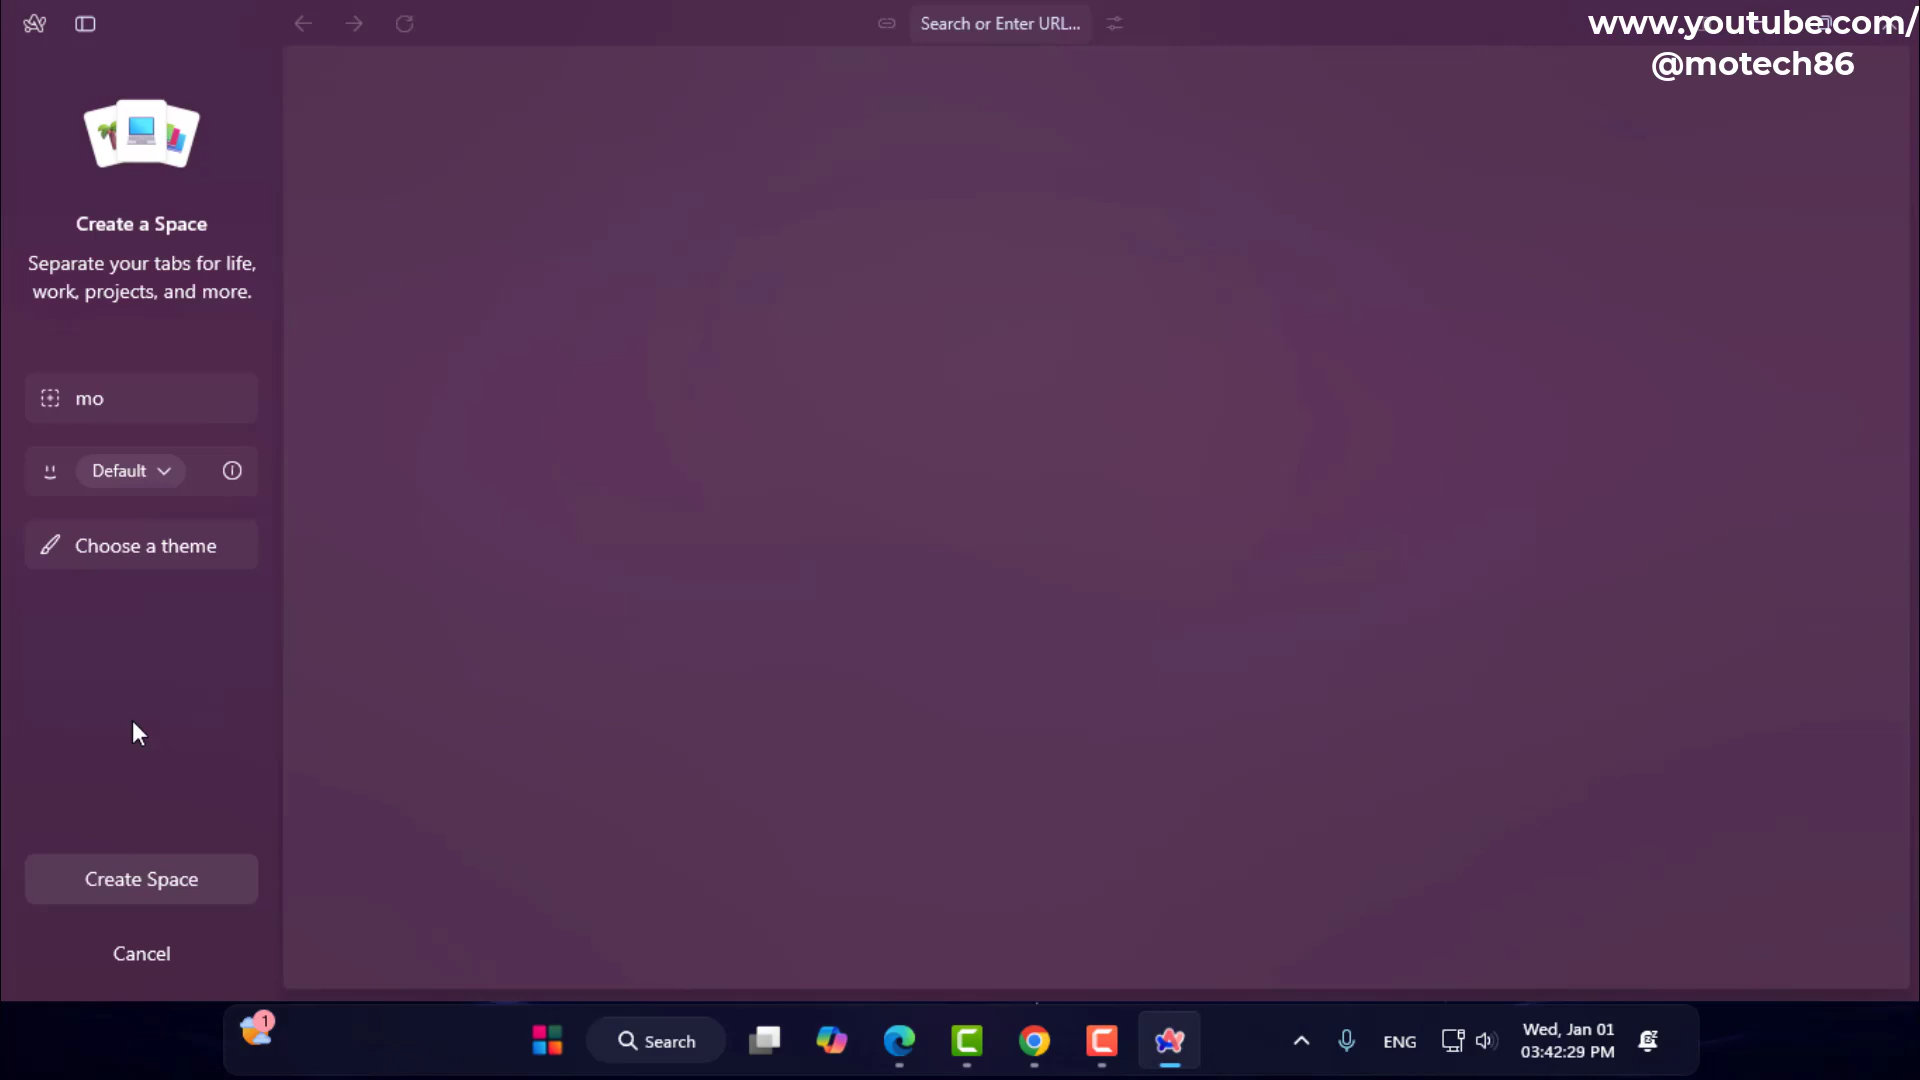 Search or Enter URL...
www.youtube.com/
@motech86
Create a Space
Separate your tabs for life,
work, projects, and more.
mo
Default
Choose a theme
Create Space
Cancel
1
Search
ENG
Wed, Jan 01
03:42:29 PM